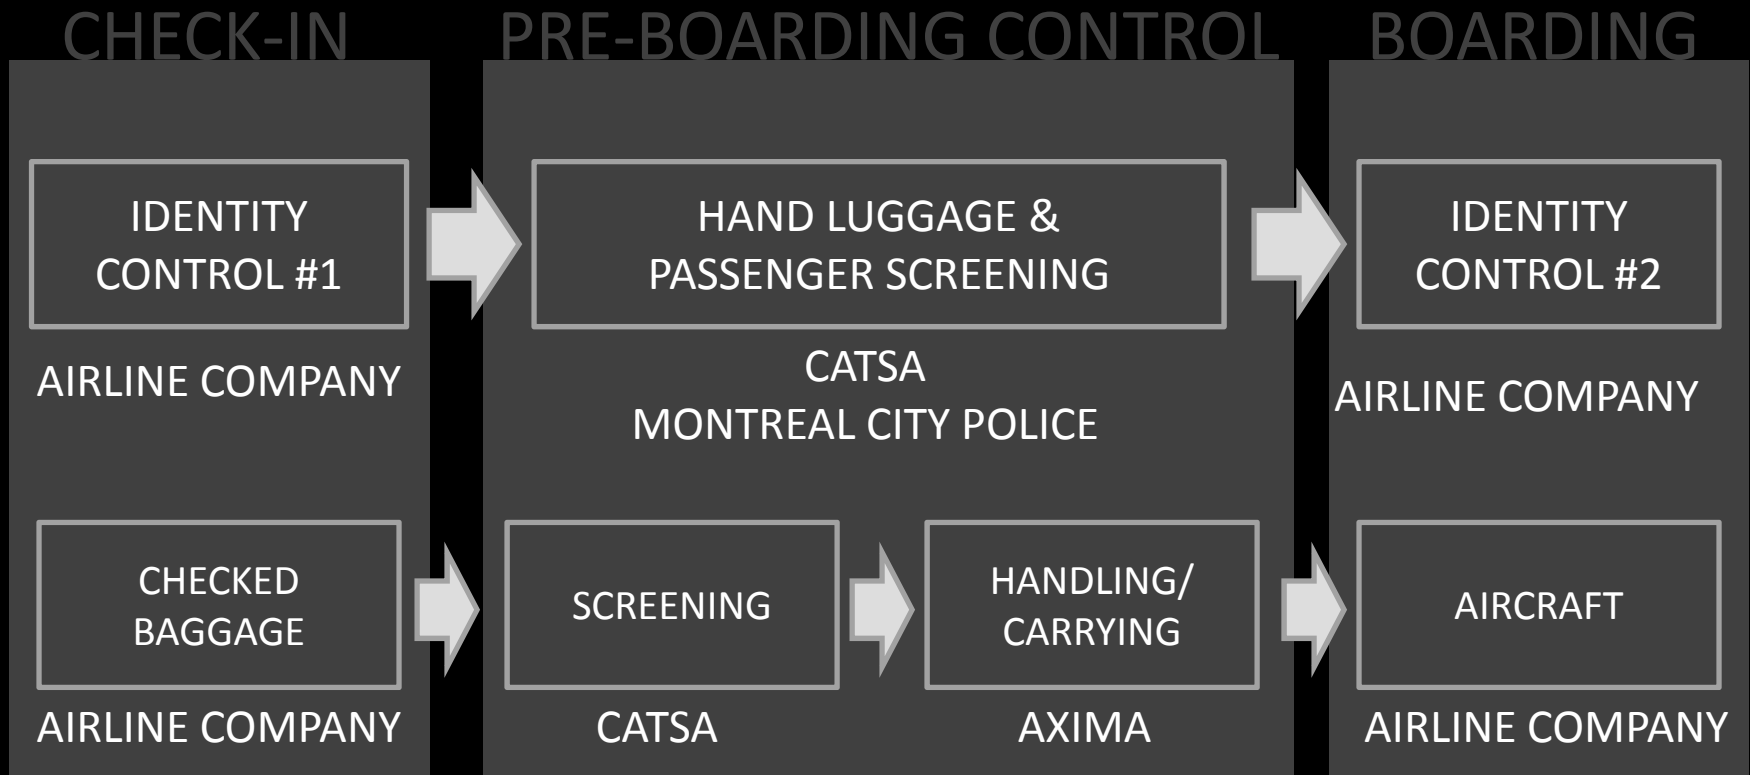 CHECK-IN
PRE-BOARDING CONTROL
BOARDING
IDENTITY
CONTROL #1
HAND LUGGAGE &
PASSENGER SCREENING
IDENTITY
CONTROL #2
AIRLINE COMPANY
CATSA
MONTREAL CITY POLICE
AIRLINE COMPANY
CHECKED
BAGGAGE
SCREENING
HANDLING/
CARRYING
AIRCRAFT
AIRLINE COMPANY
CATSA
AXIMA
AIRLINE COMPANY